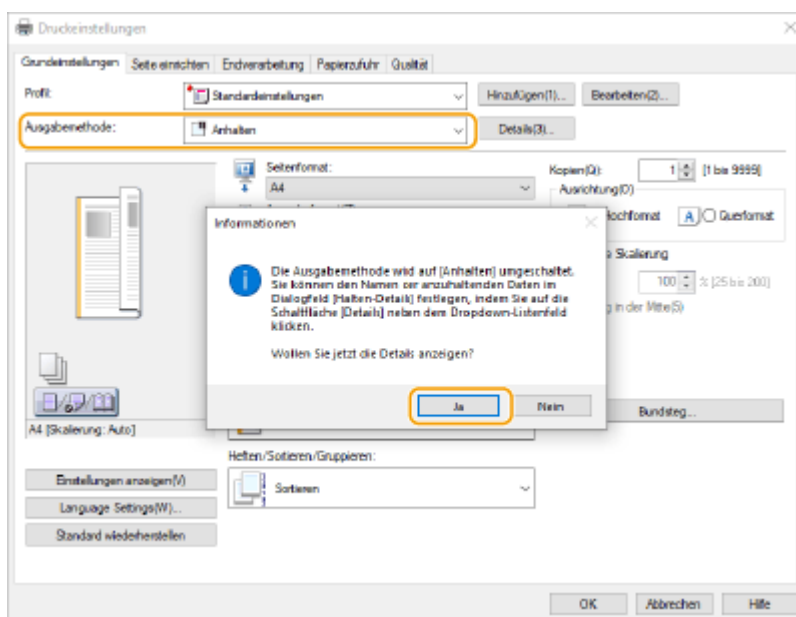 Druckeinstellungen
Grundeinstellungen Seite einrichten Endverarbeitung Papierzufuhr Qualität
Profil: Standardeinstellungen Hinzufügen(1)... Bearbeiten(2)...
Ausgabemethode: Anhalten Details(3)...
Seitenformat:
A4
Kopien(Q): 1 [1 bis 9999]
Ausrichtung(O)
Hochformat A Querformat
Skalierung
100 % [25 bis 200]
in der Mitte(S)
Informationen
Die Ausgabemethode wird auf [Anhalten] umgeschaltet.
Sie können den Namen der anzuhaltenden Daten im
Dialogfeld [Halten-Detail] festlegen, indem Sie auf die
Schaltfläche [Details] neben dem Dropdown-Listenfeld
klicken.
Wollen Sie jetzt die Details anzeigen?
Ja Nein
Bundsteg...
A4 [Skalierung: Auto]
Heften/Sortieren/Gruppieren:
Sortieren
Einstellungen anzeigen(V)
Language Settings(W)...
Standard wiederherstellen
OK Abbrechen Hilfe